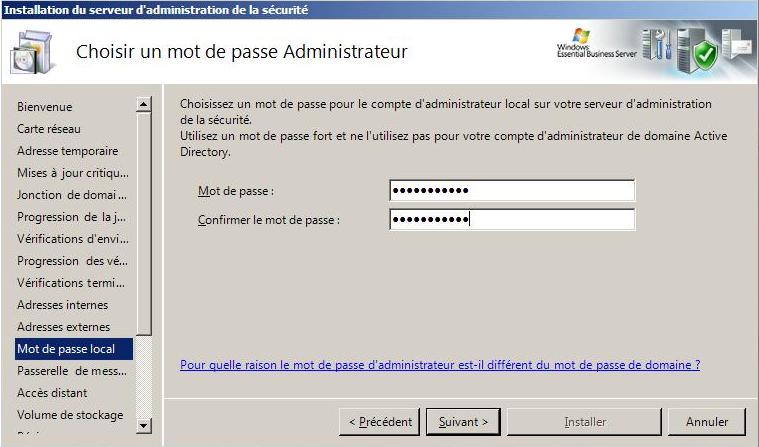 Installation du serveur d'administration de la sécurité
Choisir un mot de passe Administrateur
Windows
Essential Business Server
Bienvenue
Carte réseau
Adresse temporaire
Mises à jour critiqu...
Jonction de domai...
Progression de la j...
Vérifications d'envi...
Progression des vé...
Vérifications termi...
Adresses internes
Adresses externes
Mot de passe local
Passerelle de mess...
Accès distant
Volume de stockage
Choisissez un mot de passe pour le compte d'administrateur local sur votre serveur d'administration
de la sécurité.
Utilisez un mot de passe fort et ne l'utilisez pas pour votre compte d'administrateur de domaine Active
Directory.
Mot de passe :
Confirmer le mot de passe :
Pour quelle raison le mot de passe d'administrateur est-il différent du mot de passe de domaine ?
< Précédent
Suivant >
Installer
Annuler